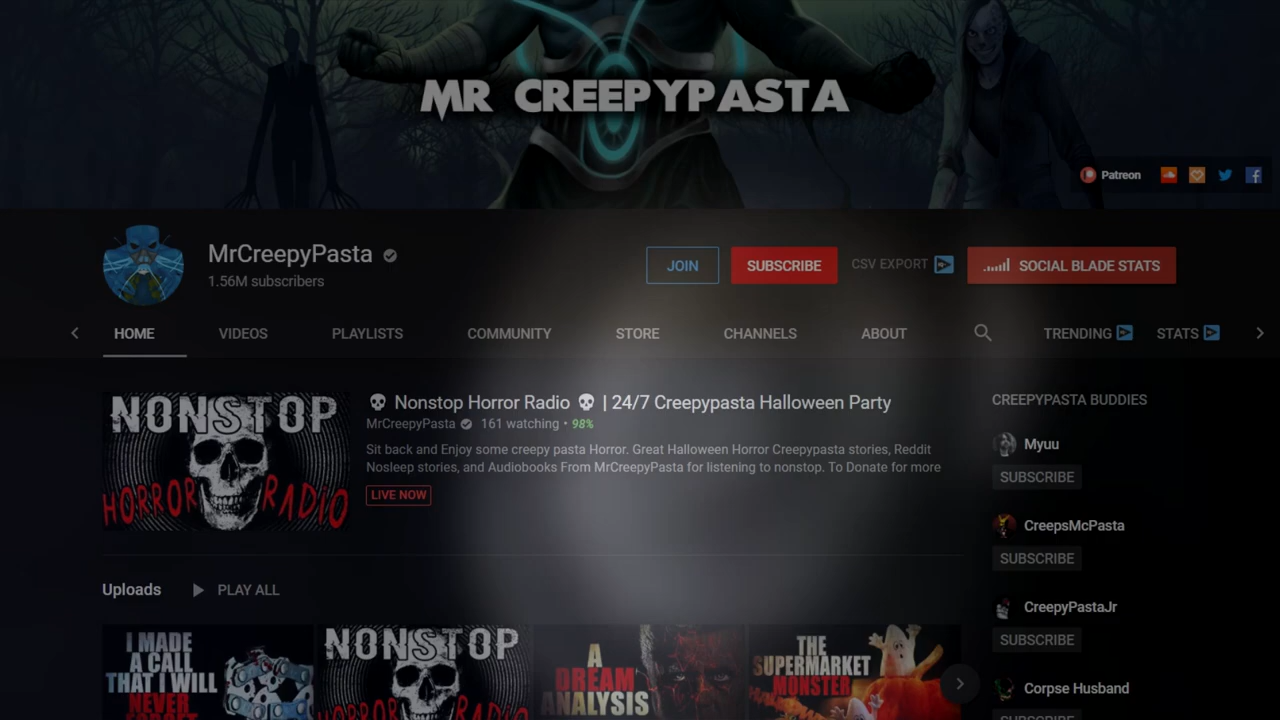 MR CREEPYPASTA
Patreon
MrCreepyPasta
1.56M subscribers
JOIN
SUBSCRIBE
CSV EXPORT
SOCIAL BLADE STATS
HOME
VIDEOS
PLAYLISTS
COMMUNITY
STORE
CHANNELS
ABOUT
TRENDING
STATS
NONSTOP
HORROR RADIO
💀 Nonstop Horror Radio 💀 | 24/7 Creepypasta Halloween Party
MrCreepyPasta
161 watching • 98%
Sit back and Enjoy some creepy pasta Horror. Great Halloween Horror Creepypasta stories, Reddit
Nosleep stories, and Audiobooks From MrCreepyPasta for listening to nonstop. To Donate for more
LIVE NOW
CREEPYPASTA BUDDIES
Myuu
SUBSCRIBE
CreepsMcPasta
SUBSCRIBE
CreepyPastaJr
SUBSCRIBE
Corpse Husband
SUBSCRIBE
Uploads
PLAY ALL
I MADE
A CALL
THAT I WILL
NEVER
NONSTOP
HORROR RADIO
A
DREAM
ANALYSIS
THE
SUPERMARKET
MONSTER